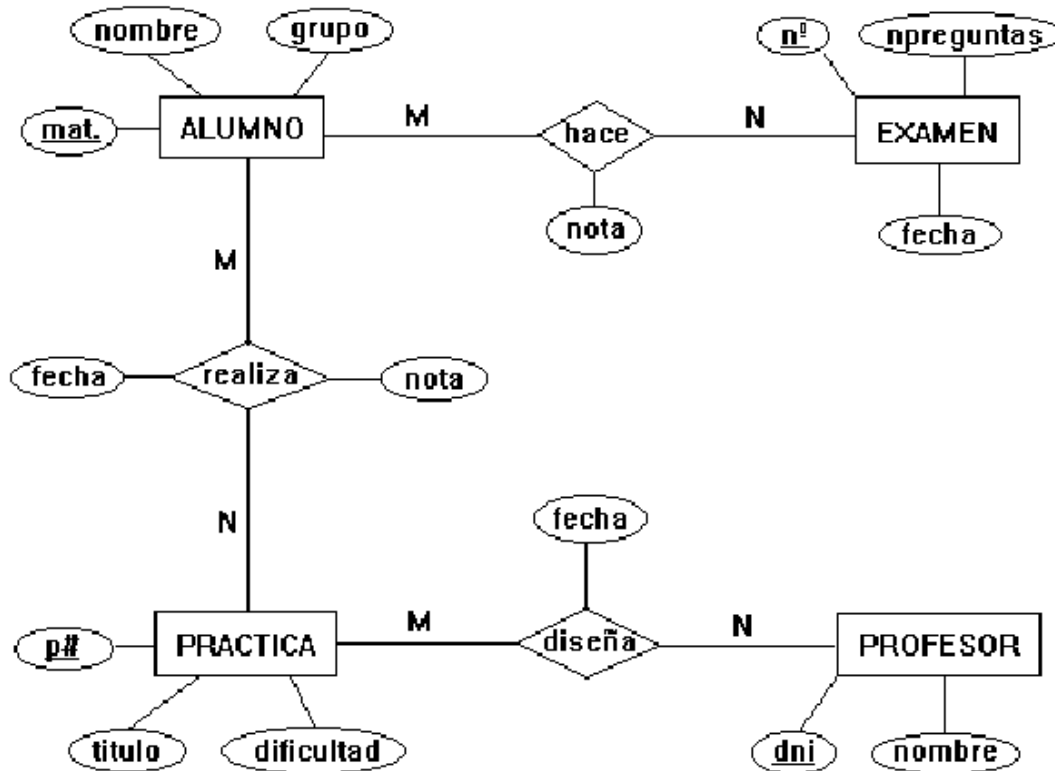 nombre
grupo
nº
npreguntas
mat.
ALUMNO
M
hace
N
EXAMEN
nota
fecha
M
fecha
realiza
nota
N
fecha
p#
PRACTICA
M
diseña
N
PROFESOR
titulo
dificultad
dni
nombre